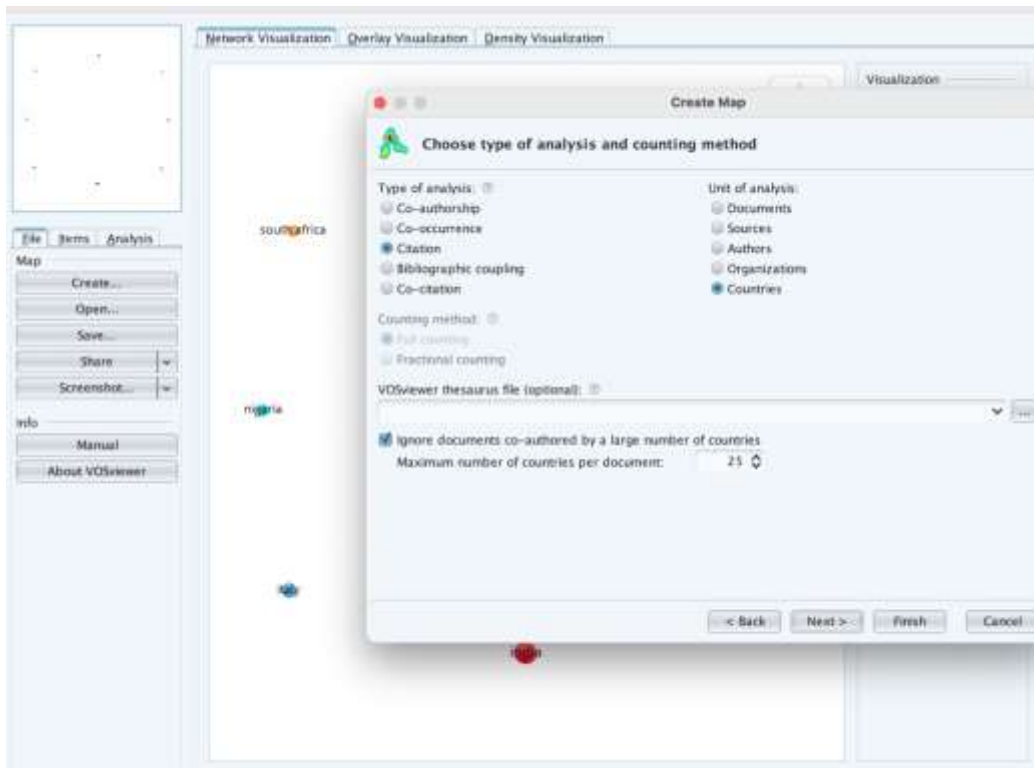 Network Visualization Overlay Visualization Density Visualization
Visualization
Create Map
Choose type of analysis and counting method
Type of analysis:
Co-authorship
Co-occurrence
Citation
Bibliographic coupling
Co-citation
Unit of analysis:
Documents
Sources
Authors
Organizations
Countries
Counting method:
Full counting
Fractional counting
VOSviewer thesaurus file (optional):
...
Ignore documents co-authored by a large number of countries
Maximum number of countries per document: 25
< Back Next > Finish Cancel
File Items Analysis
Map
Create...
Open...
Save...
Share
Screenshot...
Info
Manual
About VOSviewer
south africa
nigeria
italy
india